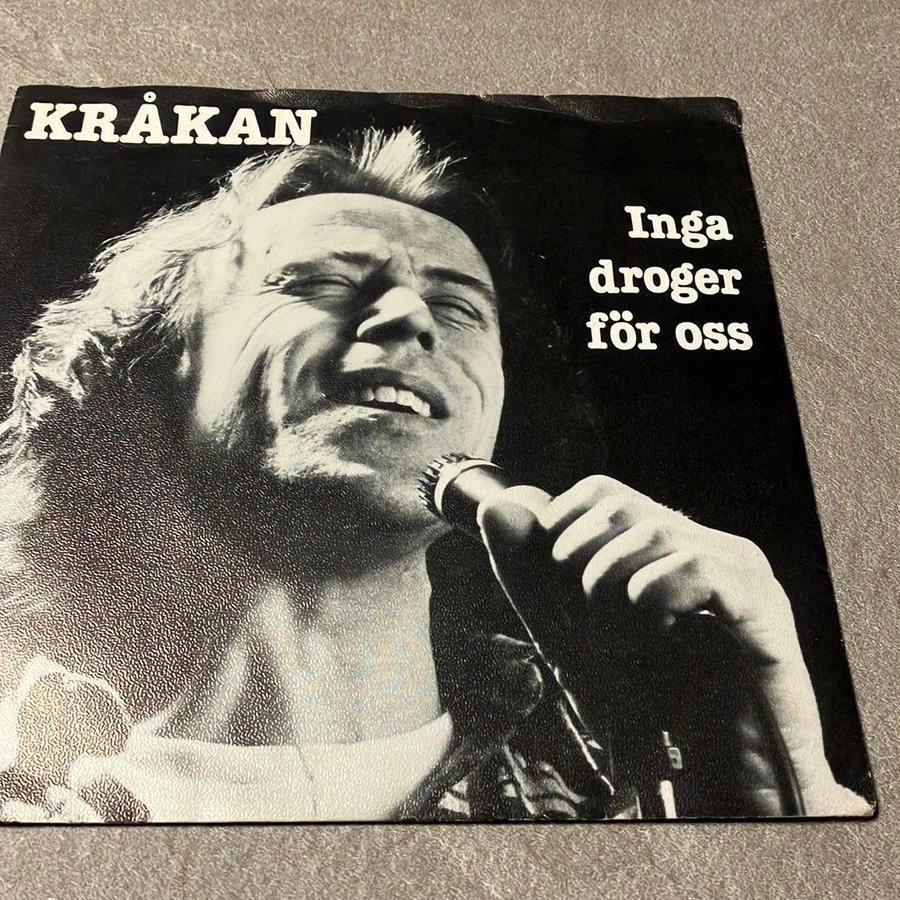 KRÅKAN
Inga
droger
för oss